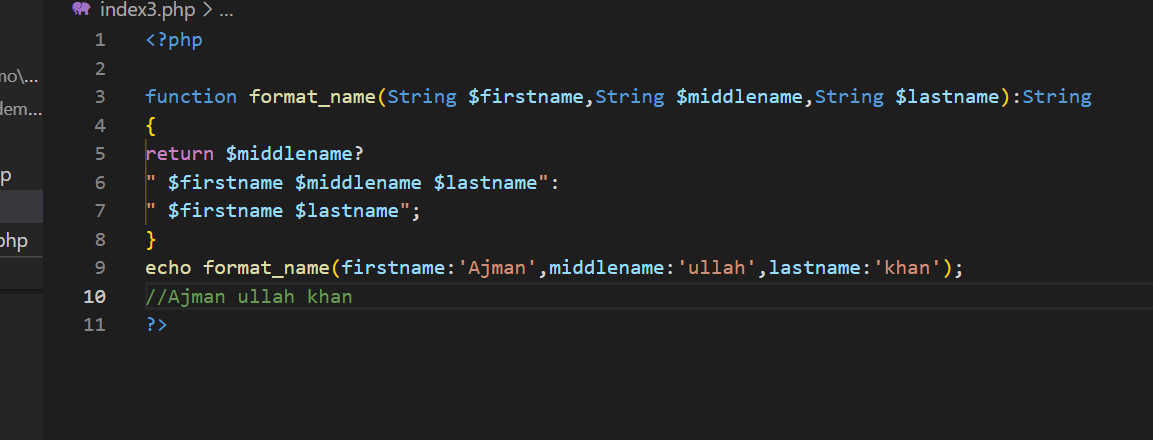 index3.php > ...
1 <?php
2
mo\...
3 function format_name(String $firstname,String $middlename,String $lastname):String
dem...
4 {
5 return $middlename?
p
6 " $firstname $middlename $lastname":
7 " $firstname $lastname";
php
8 }
9 echo format_name(firstname:'Ajman',middlename:'ullah',lastname:'khan');
10 //Ajman ullah khan
11 ?>